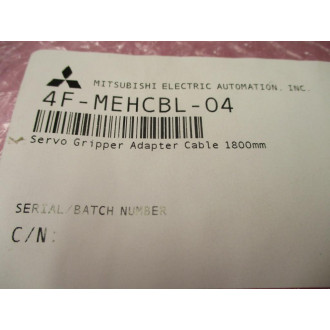 MITSUBISHI ELECTRIC AUTOMATION, INC.
4F-MEHCBL-04
Servo Gripper Adapter Cable 1800mm
SERIAL/BATCH NUMBER
C/N: